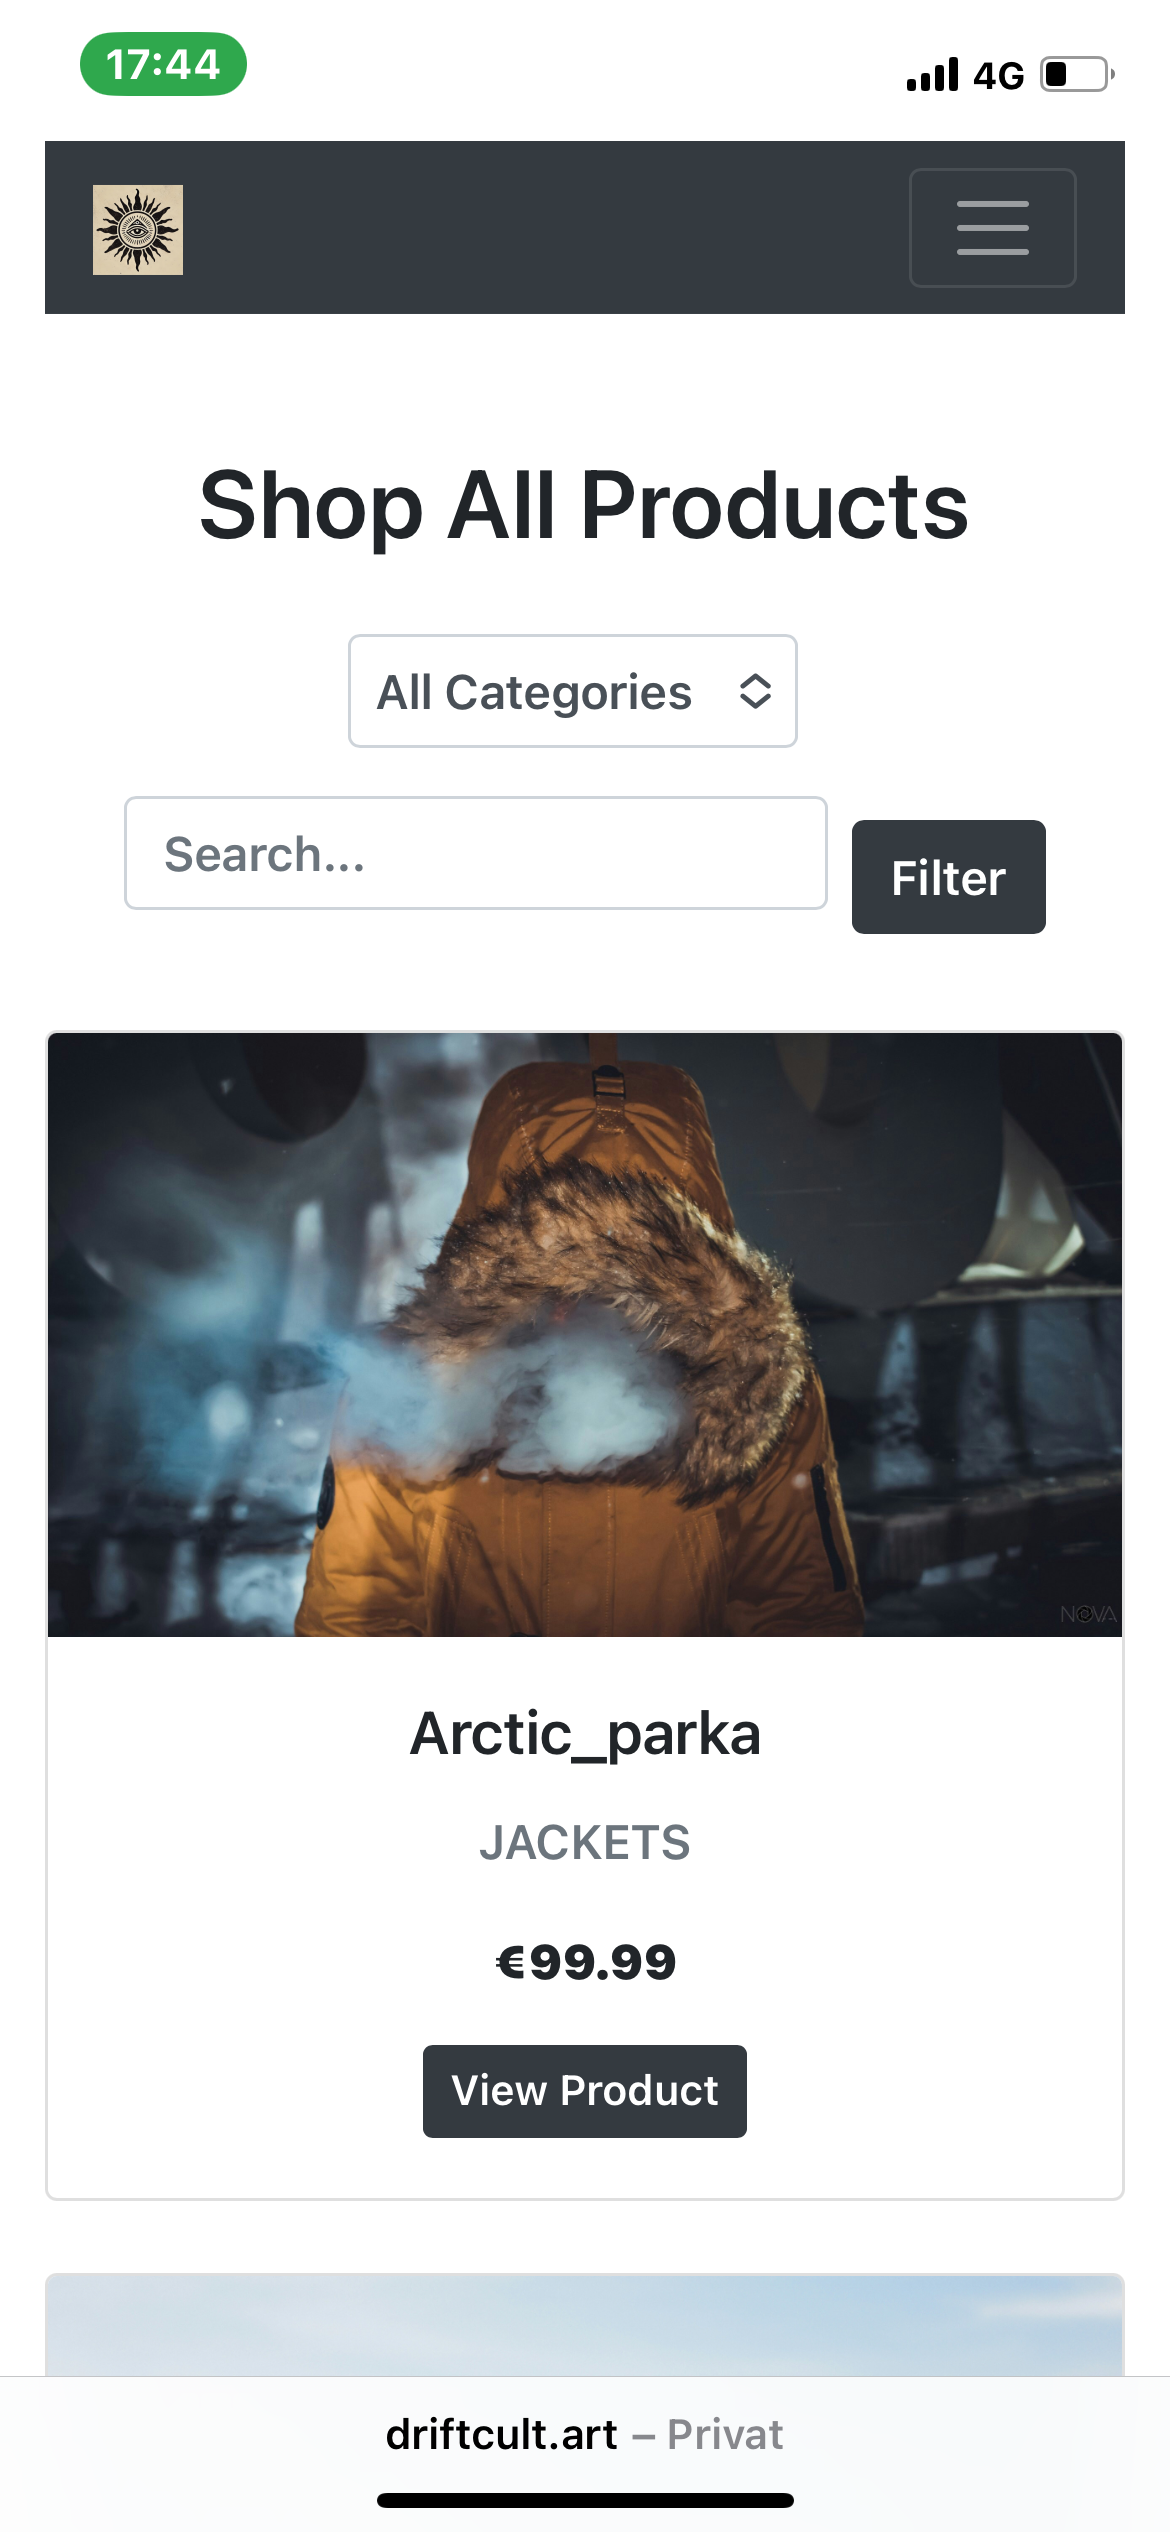 17:44
4G
Shop All Products
All Categories
Search...
Filter
NOVA
Arctic_parka
JACKETS
€99.99
View Product
driftcult.art – Privat